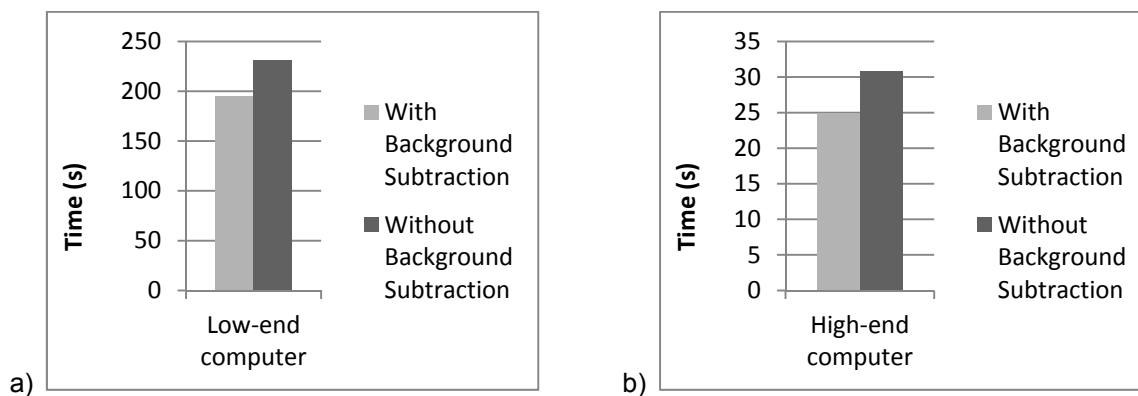 250
200
150
100
50
0
Time (s)
Low-end
computer
With
Background
Subtraction
Without
Background
Subtraction
a)
35
30
25
20
15
10
5
0
Time (s)
High-end
computer
With
Background
Subtraction
Without
Background
Subtraction
b)